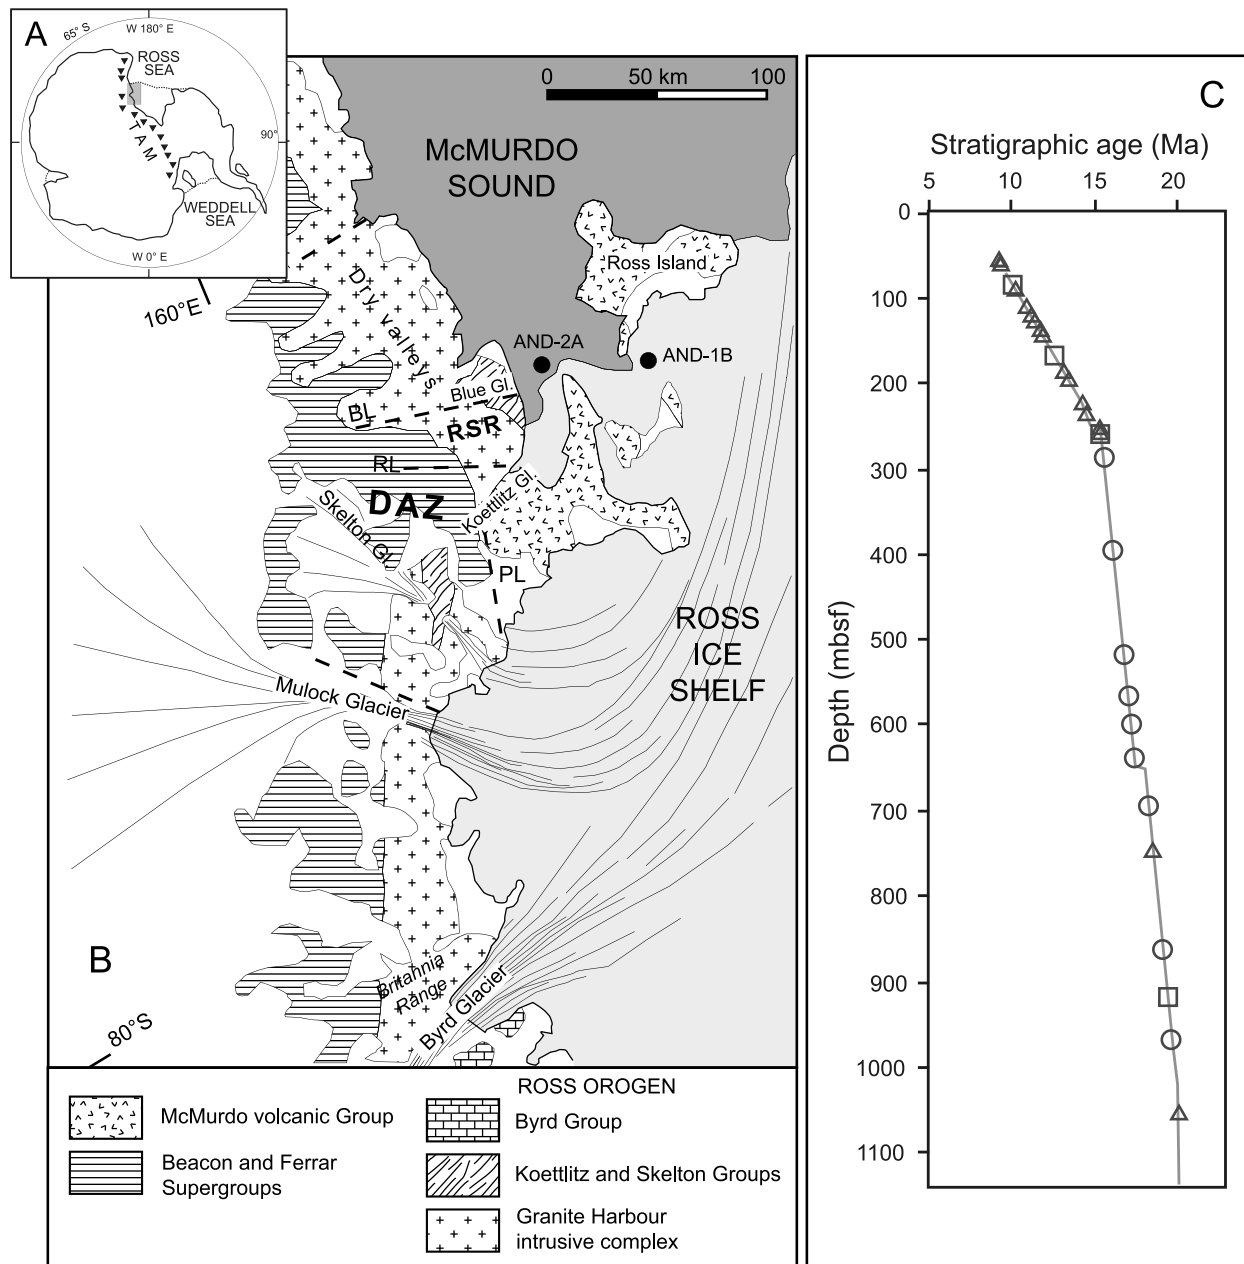 A
65° S
W 180° E
ROSS
SEA
90°
TAM
WEDDELL
SEA
W 0° E
0 50 km 100
McMURDO
SOUND
Ross Island
160°E
Dry valleys
AND-2A
AND-1B
Blue Gl.
BL
RSR
RL
DAZ
Koettlitz Gl.
Skelton Gl.
PL
ROSS
ICE
SHELF
Mulock Glacier
B
Britannia
Range
Byrd Glacier
80°S
McMurdo volcanic Group
Beacon and Ferrar
Supergroups
ROSS OROGEN
Byrd Group
Koettlitz and Skelton Groups
Granite Harbour
intrusive complex
C
Stratigraphic age (Ma)
5 10 15 20
0
100
200
300
400
500
600
700
800
900
1000
1100
Depth (mbsf)